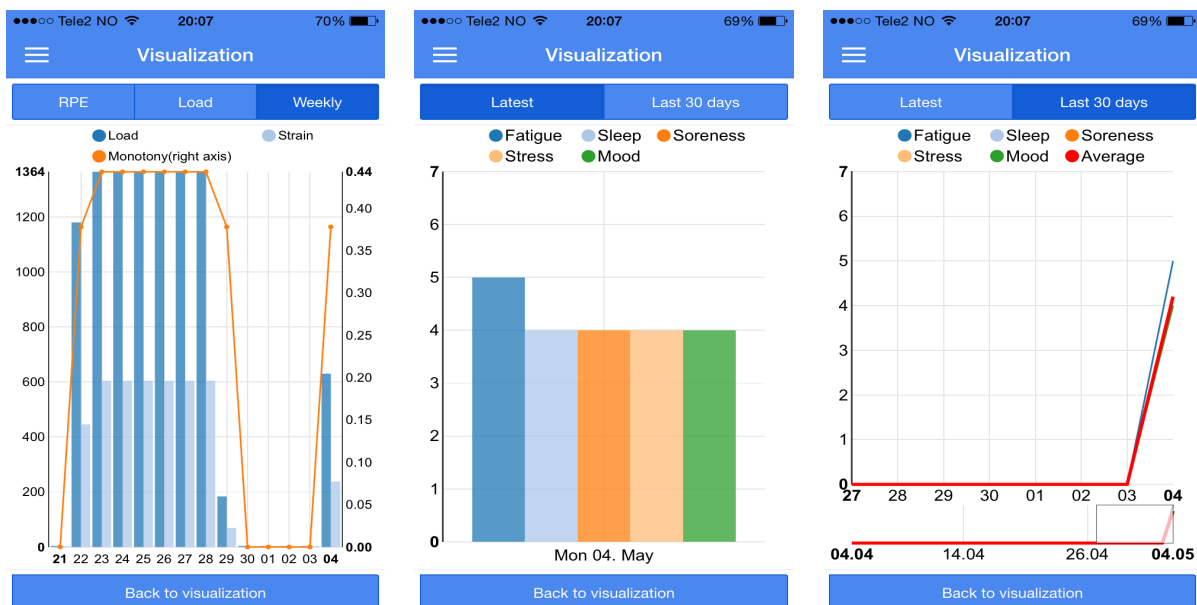 ●●●○○ Tele2 NO 20:07 70%
Visualization
RPE Load Weekly
Load Strain
Monotony(right axis)
1364 0.44
0.40
1200
0.35
1000
0.30
800
0.25
600 0.20
0.15
400
0.10
200
0.05
0 0.00
21 22 23 24 25 26 27 28 29 30 01 02 03 04
Back to visualization
●●●○○ Tele2 NO 20:07 69%
Visualization
Latest Last 30 days
Fatigue Sleep Soreness
Stress Mood
7
6
5
4
3
2
1
0
Mon 04. May
Back to visualization
●●●○○ Tele2 NO 20:07 69%
Visualization
Latest Last 30 days
Fatigue Sleep Soreness
Stress Mood Average
7
6
5
4
3
2
1
0
27 28 29 30 01 02 03 04
04.04 14.04 26.04 04.05
Back to visualization